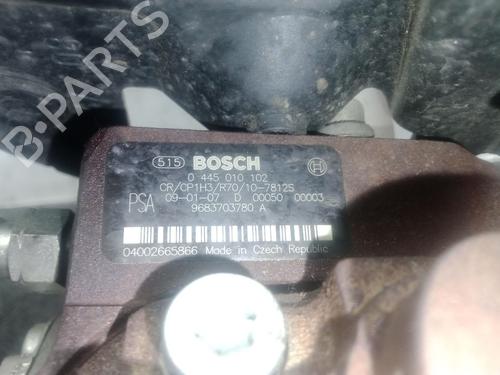 B-PARTS
515 BOSCH
0 445 010 102
CR/CP1H3/R70/10-7812S
PSA 09-01-07 D 00050 00003
9683703780 A
04002665866 Made in Czech Republic